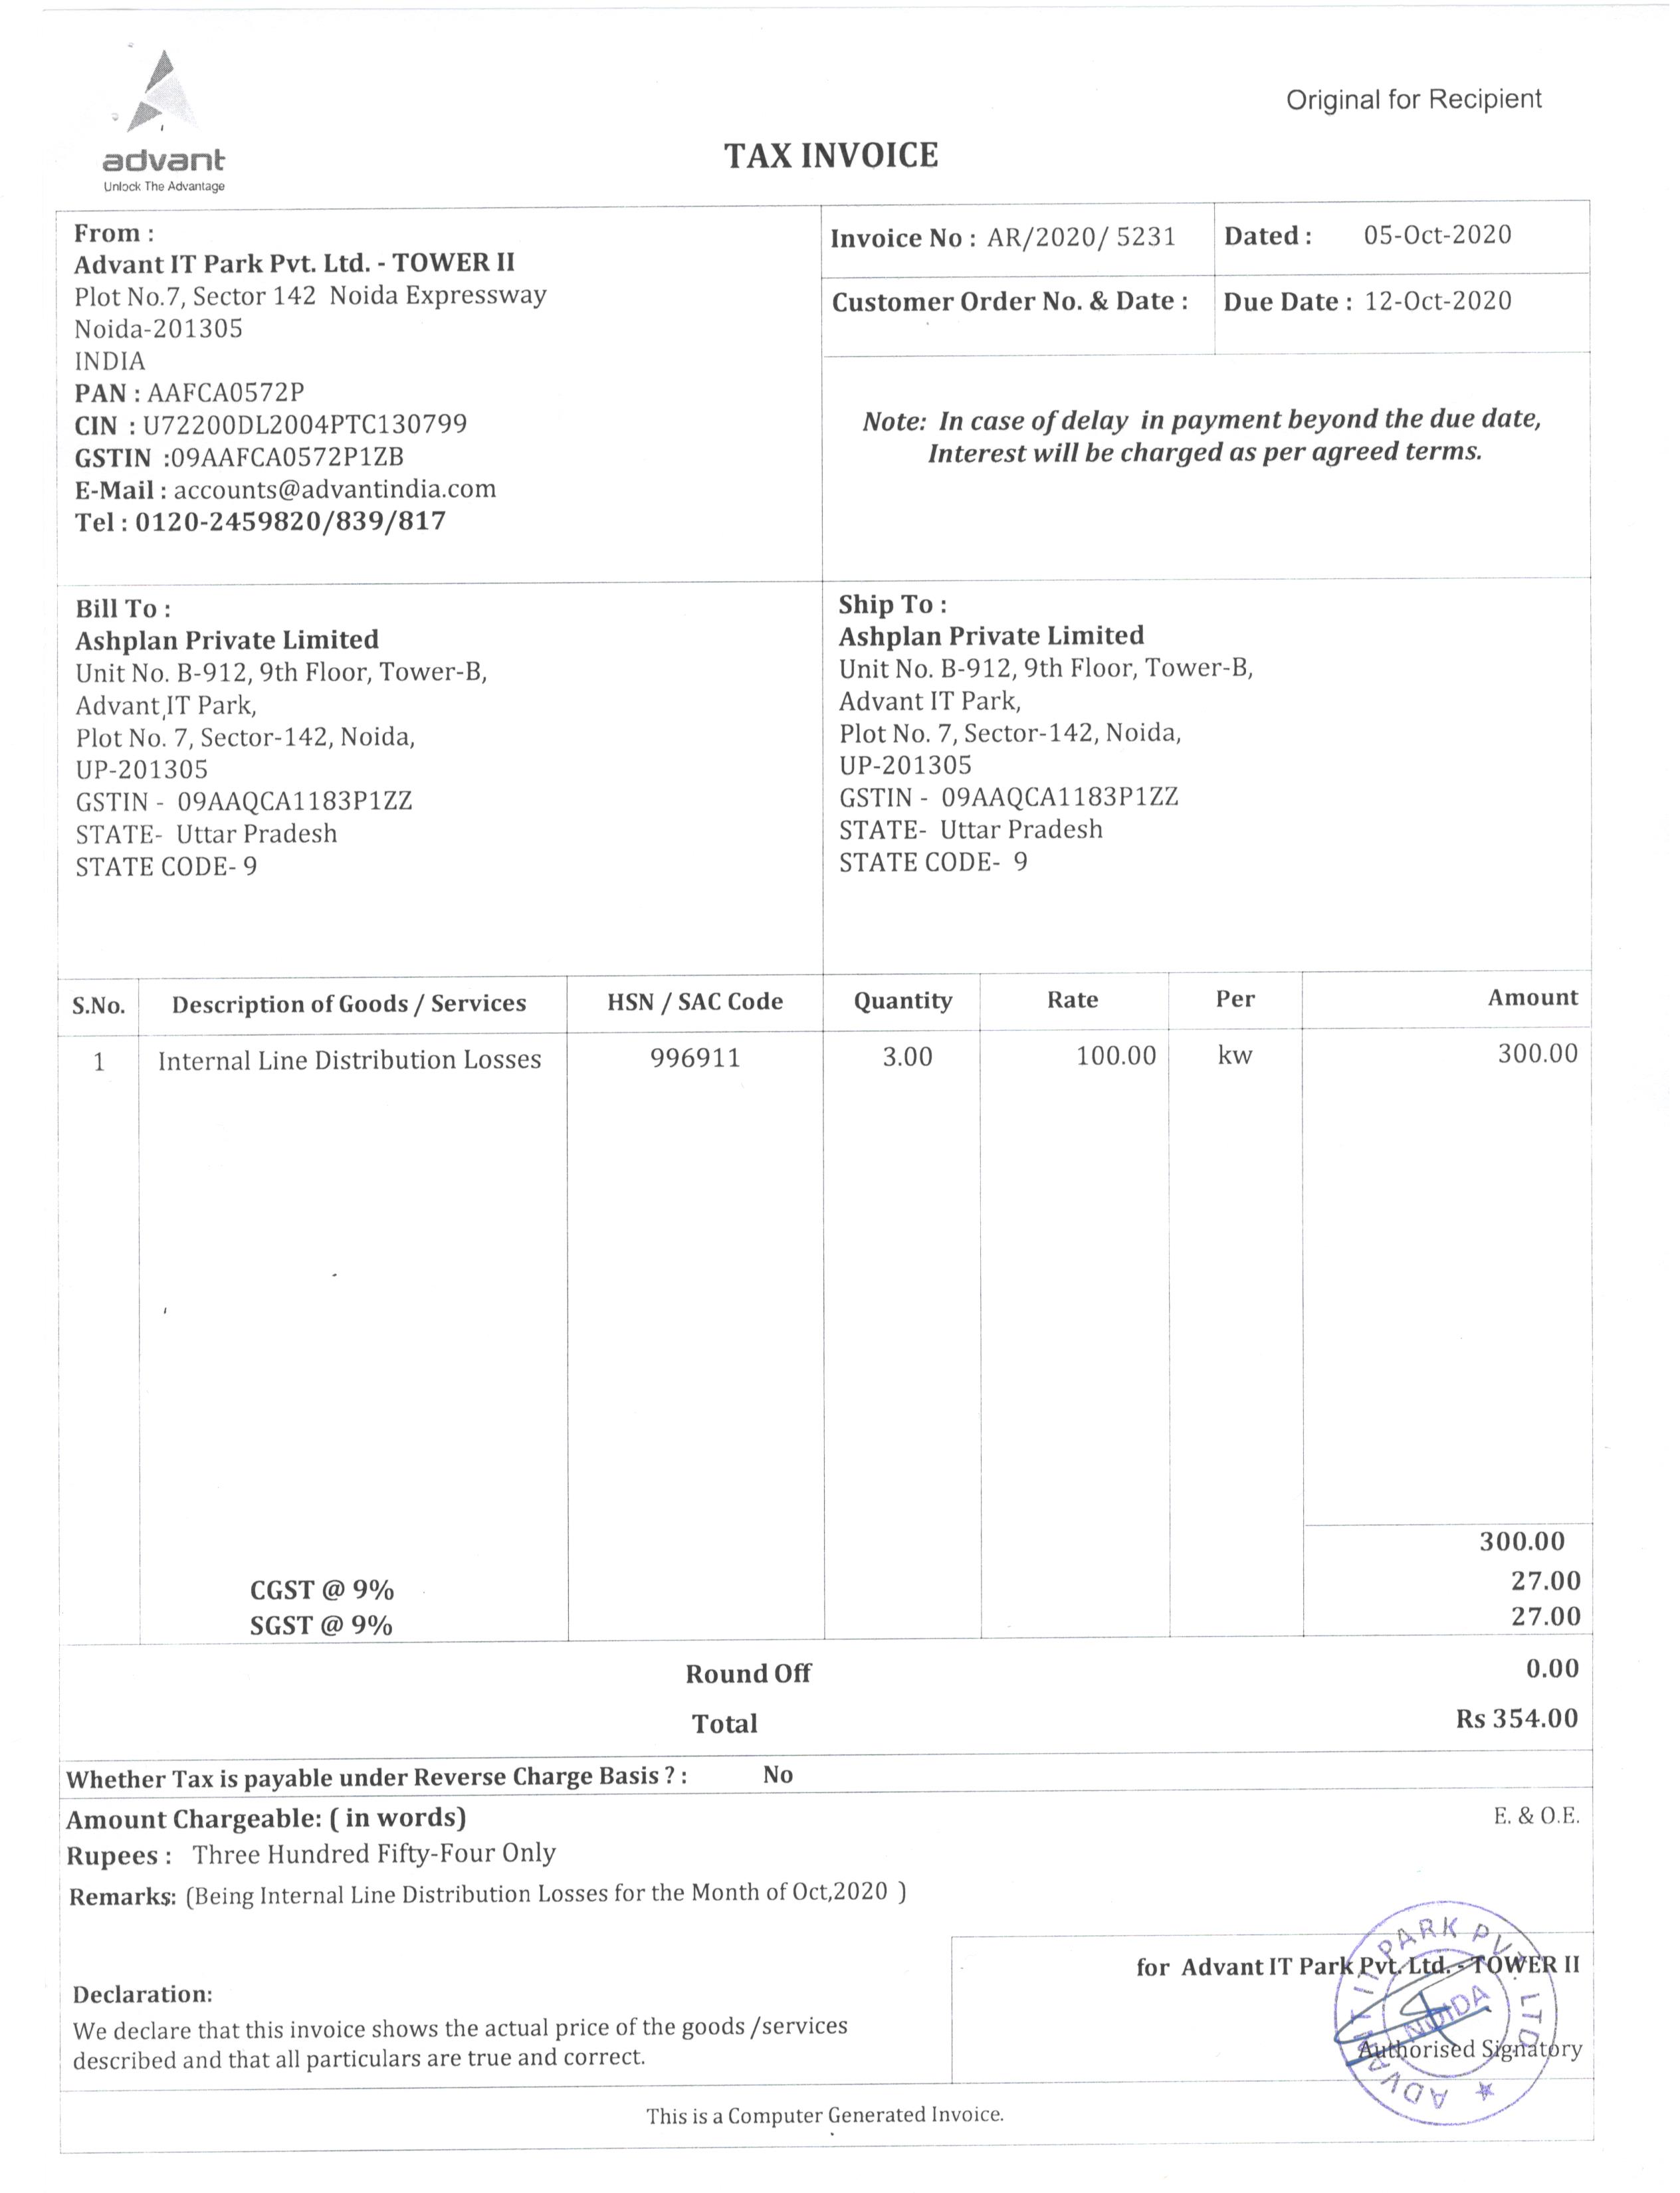 Original for Recipient
advant
Unlock The Advantage
TAX INVOICE
From :
Advant IT Park Pvt. Ltd. - TOWER II
Plot No.7, Sector 142 Noida Expressway
Noida-201305
INDIA
PAN : AAFCA0572P
CIN : U72200DL2004PTC130799
GSTIN :09AAFCA0572P1ZB
E-Mail : accounts@advantindia.com
Tel : 0120-2459820/839/817
Invoice No : AR/2020/ 5231 Dated : 05-Oct-2020
Customer Order No. & Date : Due Date : 12-Oct-2020
Note: In case of delay in payment beyond the due date,
Interest will be charged as per agreed terms.
Bill To :
Ashplan Private Limited
Unit No. B-912, 9th Floor, Tower-B,
Advant IT Park,
Plot No. 7, Sector-142, Noida,
UP-201305
GSTIN - 09AAQCA1183P1ZZ
STATE- Uttar Pradesh
STATE CODE- 9
Ship To :
Ashplan Private Limited
Unit No. B-912, 9th Floor, Tower-B,
Advant IT Park,
Plot No. 7, Sector-142, Noida,
UP-201305
GSTIN - 09AAQCA1183P1ZZ
STATE- Uttar Pradesh
STATE CODE- 9
S.No. Description of Goods / Services HSN / SAC Code Quantity Rate Per Amount
1 Internal Line Distribution Losses 996911 3.00 100.00 kw 300.00
300.00
CGST @ 9% 27.00
SGST @ 9% 27.00
Round Off 0.00
Total Rs 354.00
Whether Tax is payable under Reverse Charge Basis ? : No
Amount Chargeable: ( in words) E. & O.E.
Rupees : Three Hundred Fifty-Four Only
Remarks: (Being Internal Line Distribution Losses for the Month of Oct,2020 )
for Advant IT Park Pvt. Ltd. - TOWER II
ADVANT IT PARK PVT. LTD. ★
NOIDA
Authorised Signatory
Declaration:
We declare that this invoice shows the actual price of the goods /services
described and that all particulars are true and correct.
This is a Computer Generated Invoice.